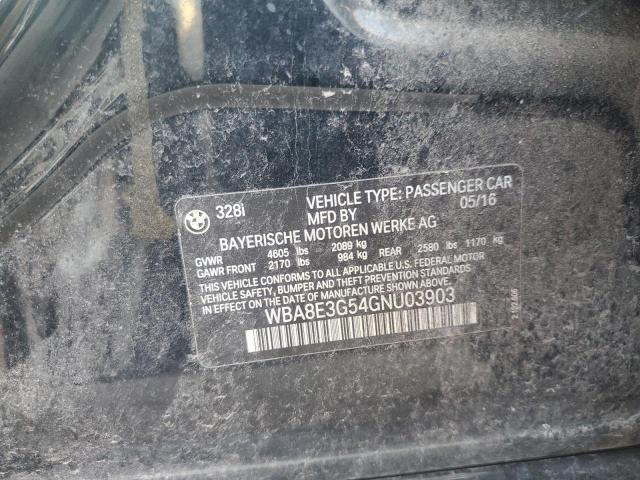 BMW
328i
VEHICLE TYPE: PASSENGER CAR
MFD BY 05/16
BAYERISCHE MOTOREN WERKE AG
GVWR 4605 lbs 2089 kg
GAWR FRONT 2170 lbs 984 kg REAR 2580 lbs 1170 kg
THIS VEHICLE CONFORMS TO ALL APPLICABLE U.S. FEDERAL MOTOR
VEHICLE SAFETY, BUMPER AND THEFT PREVENTION STANDARDS
IN EFFECT ON THE DATE OF MANUFACTURE SHOWN ABOVE.
WBA8E3G54GNU03903